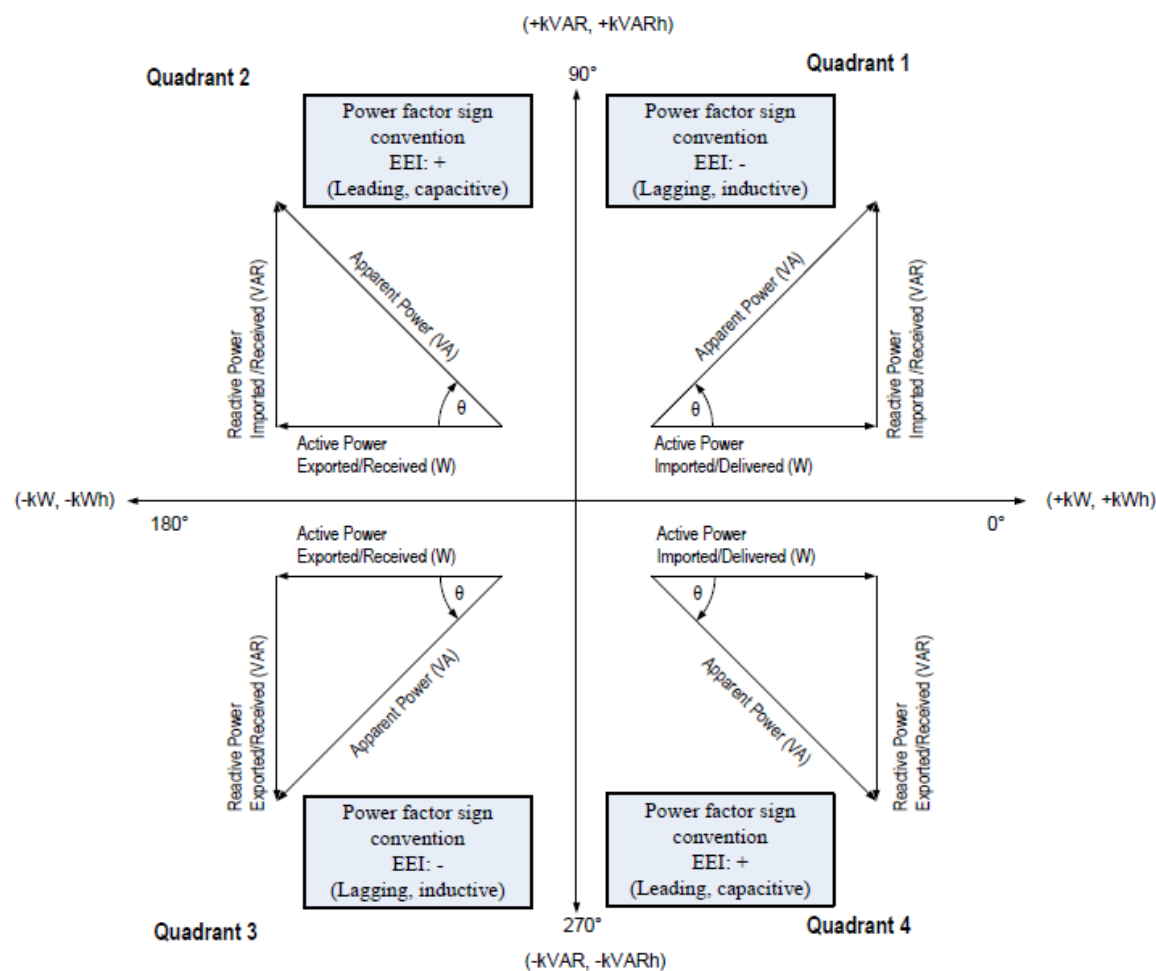 (+kVAR, +kVARh)
Quadrant 2
90°
Quadrant 1
Power factor sign
convention
EEI: +
(Leading, capacitive)
Power factor sign
convention
EEI: -
(Lagging, inductive)
Reactive Power
Imported /Received (VAR)
Apparent Power (VA)
θ
Active Power
Exported/Received (W)
Apparent Power (VA)
θ
Active Power
Imported/Delivered (W)
Reactive Power
Imported /Received (VAR)
(-kW, -kWh)
180°
0°
(+kW, +kWh)
Active Power
Exported/Received (W)
θ
Apparent Power (VA)
Reactive Power
Exported/Received (VAR)
Active Power
Imported/Delivered (W)
θ
Apparent Power (VA)
Reactive Power
Exported/Received (VAR)
Power factor sign
convention
EEI: -
(Lagging, inductive)
Power factor sign
convention
EEI: +
(Leading, capacitive)
Quadrant 3
270°
Quadrant 4
(-kVAR, -kVARh)